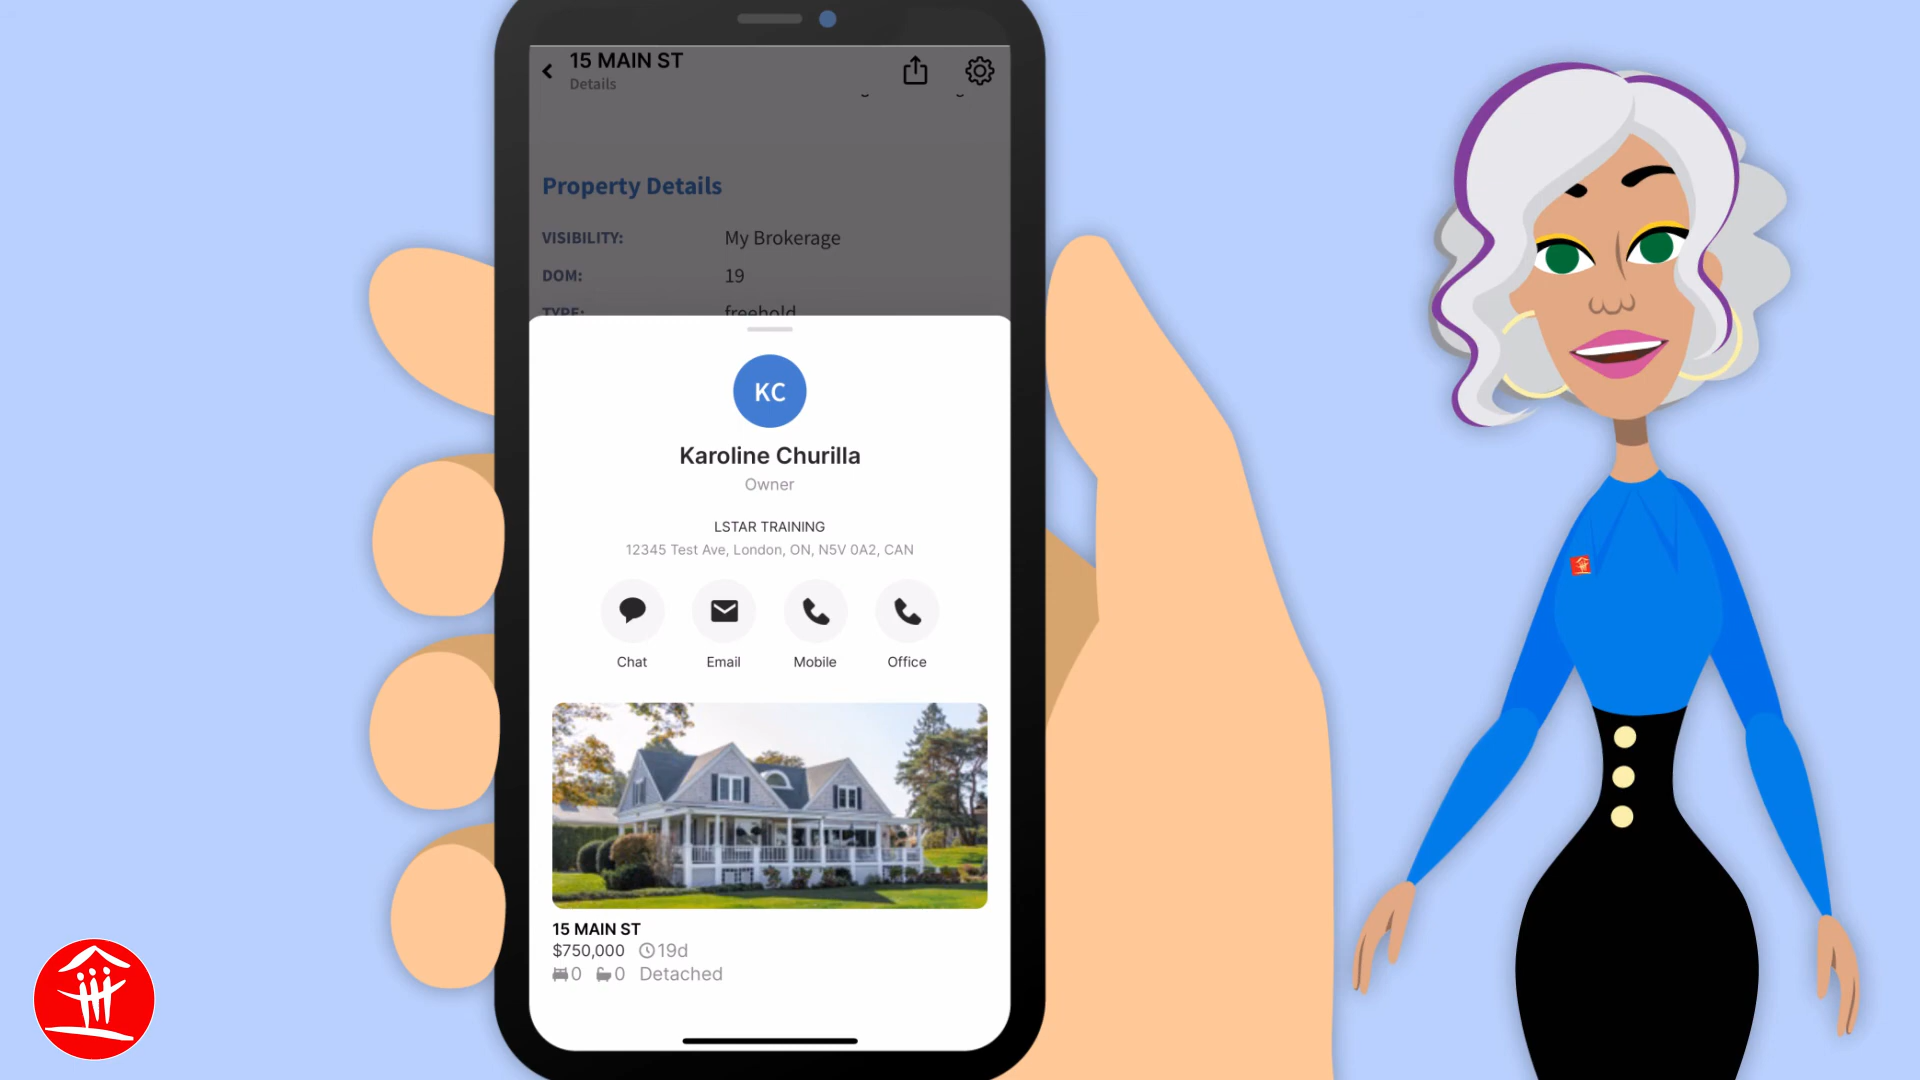 15 MAIN ST
Details
Property Details
VISIBILITY: My Brokerage
DOM: 19
TYPE: freehold
KC
Karoline Churilla
Owner
LSTAR TRAINING
12345 Test Ave, London, ON, N5V 0A2, CAN
Chat Email Mobile Office
15 MAIN ST
$750,000 19d
0 0 Detached